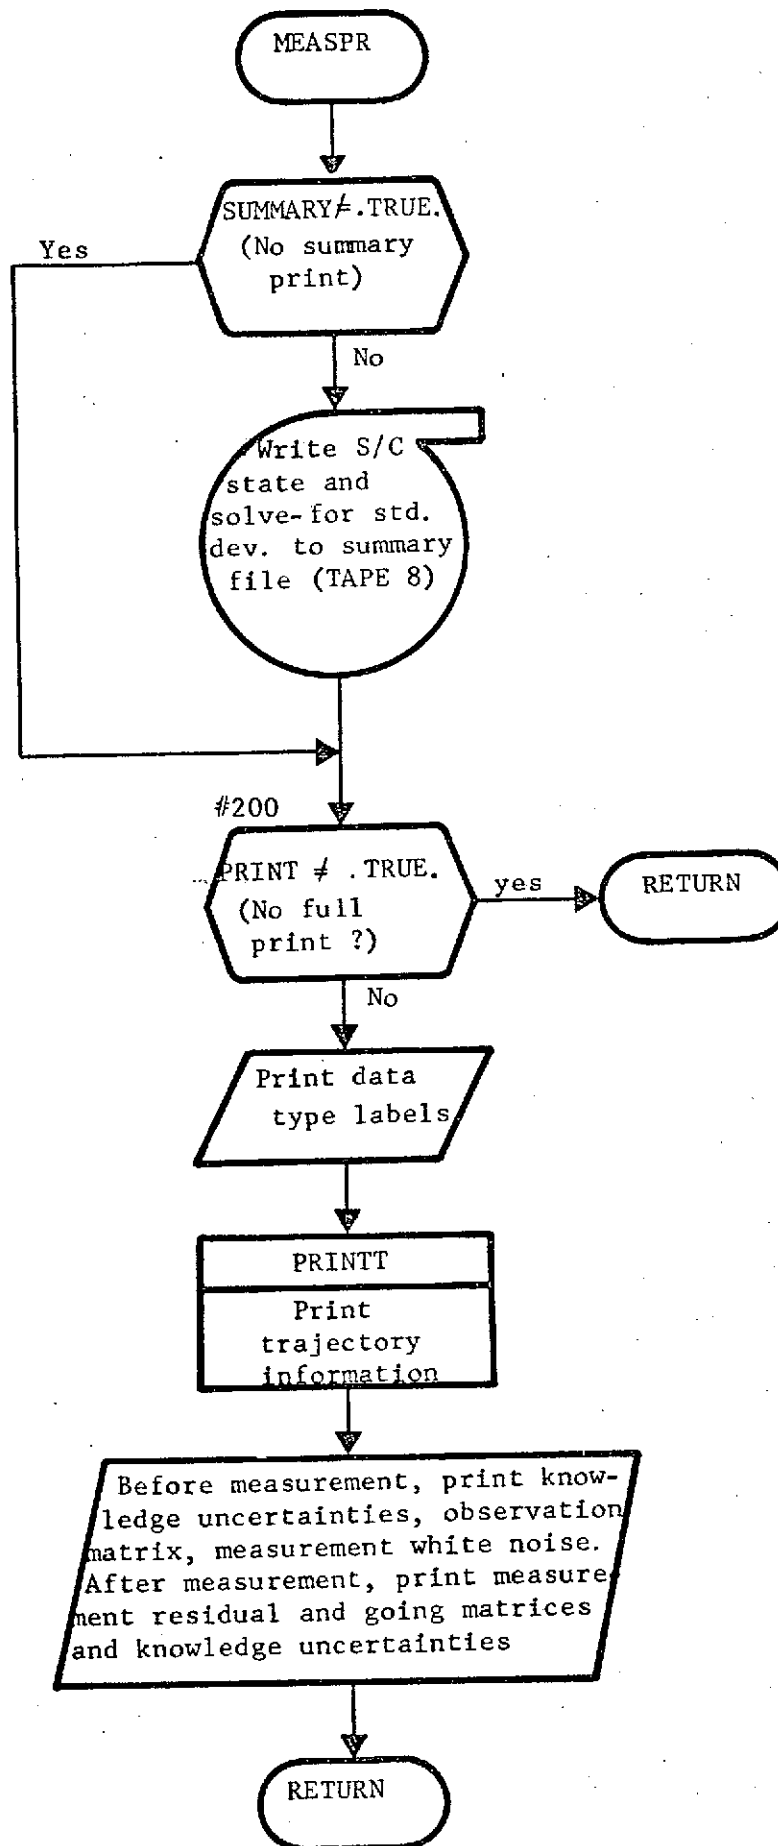 MEASPR
SUMMARY≠.TRUE.
(No summary
print)
Yes
No
Write S/C
state and
solve-for std.
dev. to summary
file (TAPE 8)
#200
PRINT ≠ .TRUE.
(No full
print ?)
yes
RETURN
No
Print data
type labels
PRINTT
Print
trajectory
information
Before measurement, print know-
ledge uncertainties, observation
matrix, measurement white noise.
After measurement, print measure-
ment residual and going matrices
and knowledge uncertainties
RETURN